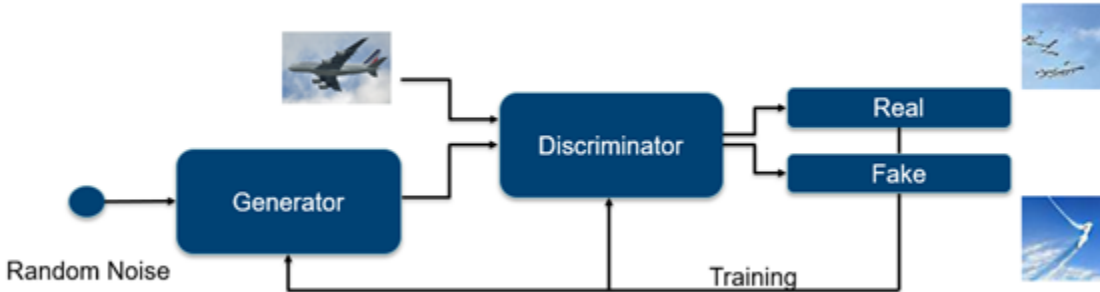 Real
Discriminator
Fake
Generator
Random Noise
Training